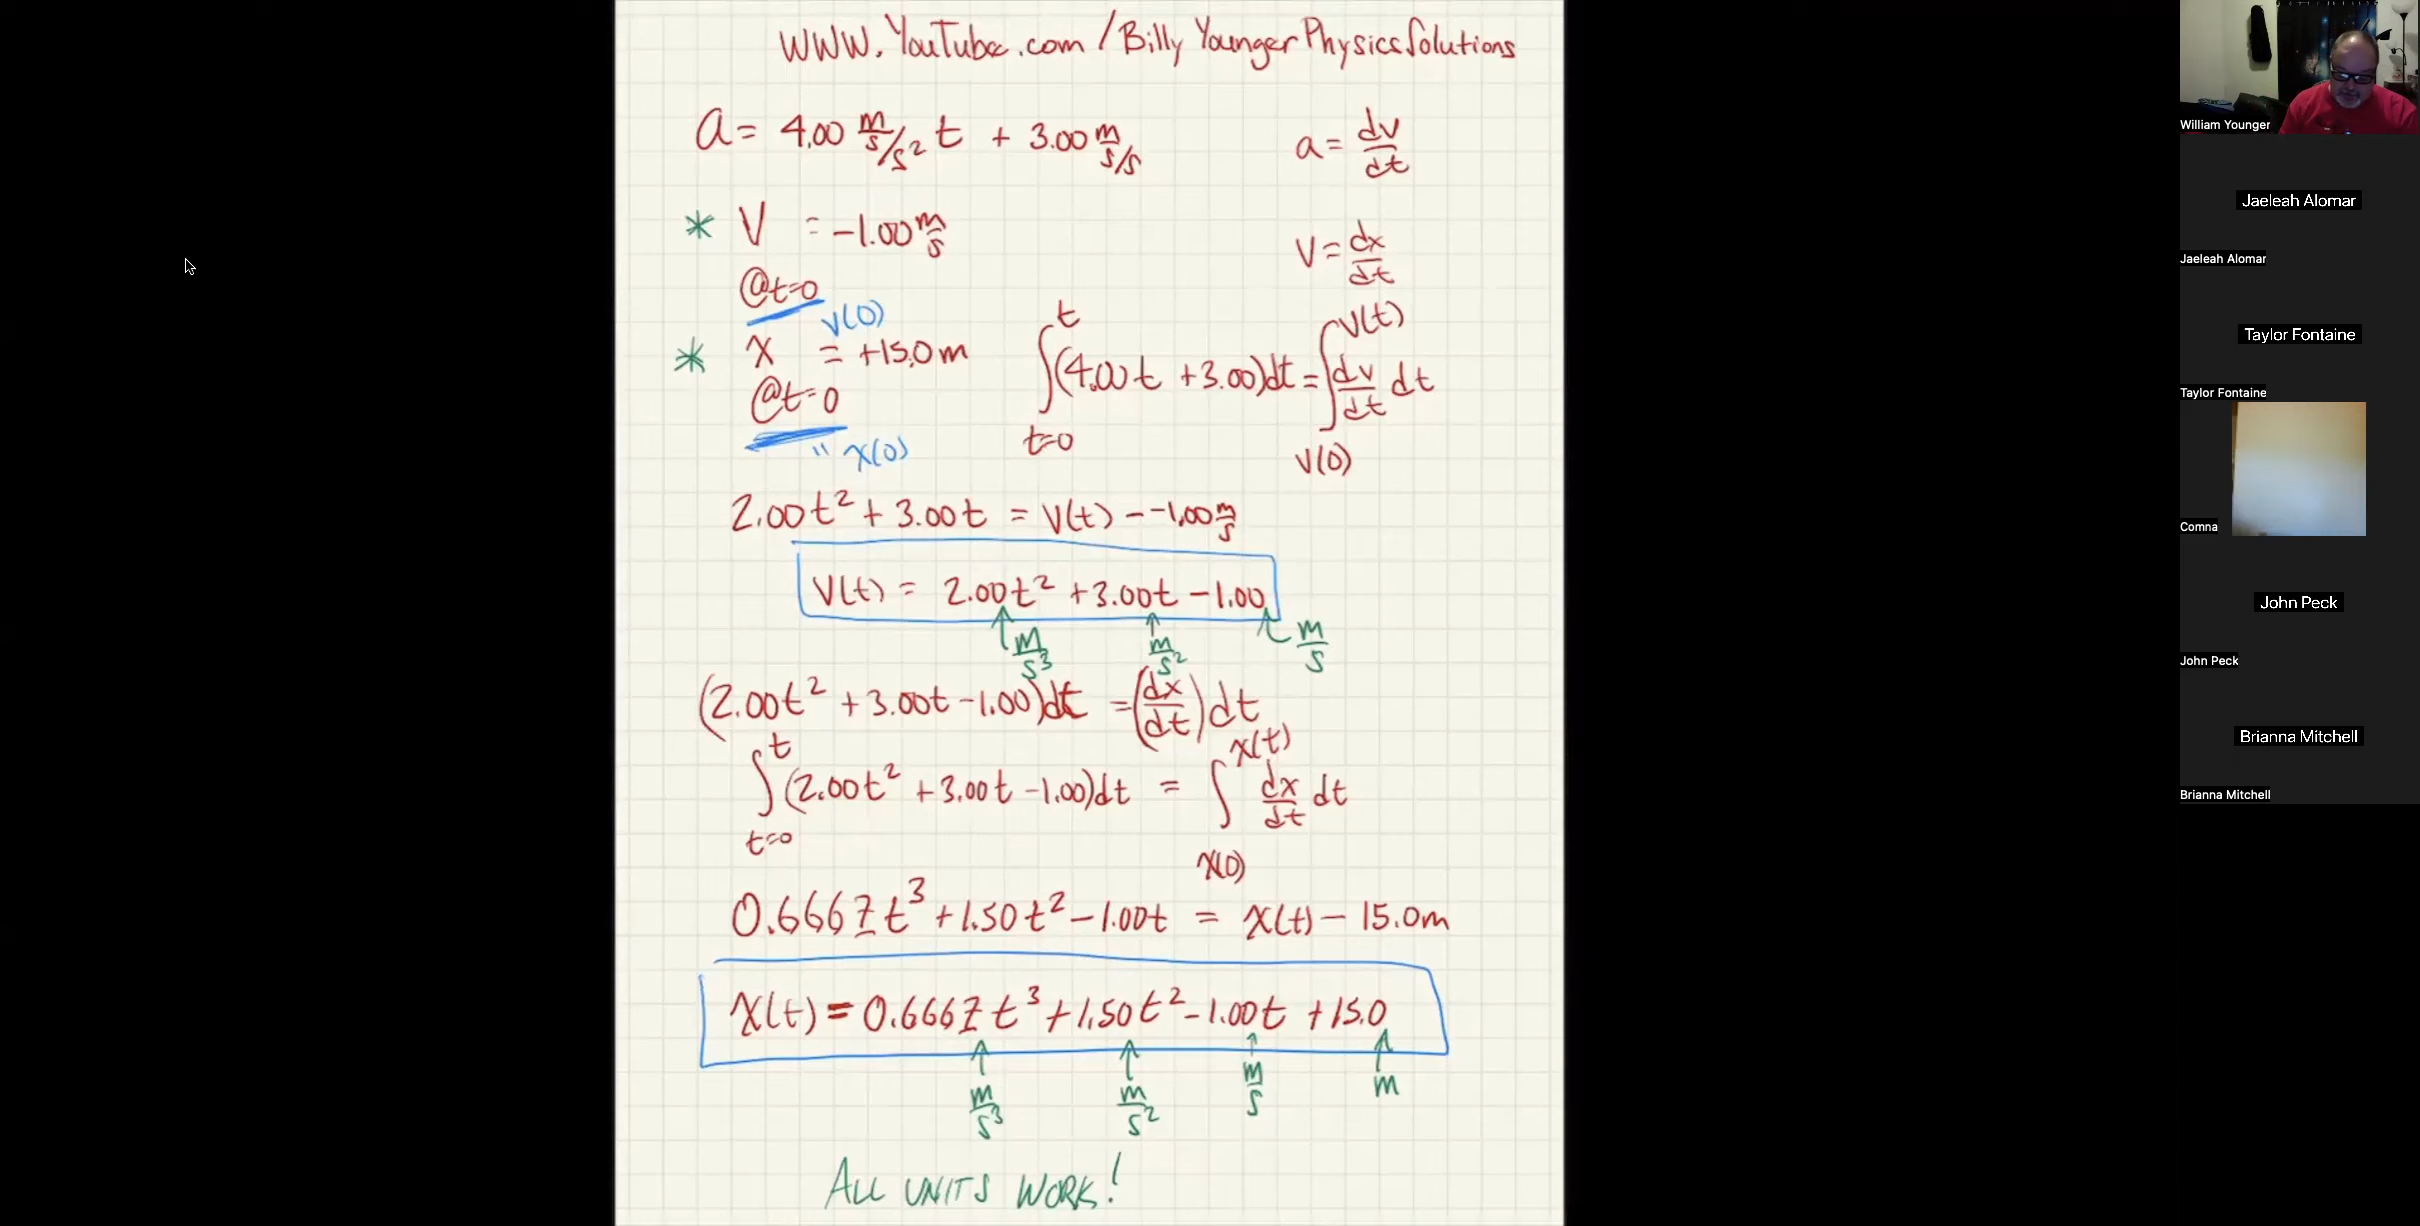 WWW.YouTube.com/BillyYoungerPhysicsSolutions
a = 4.00 m/s/s² t + 3.00 m/s/s
a = dv/dt
* V = -1.00 m/s
@t=0
V(0)
V = dx/dt
* X = +15.0m
@t=0
" X(0)
∫ t t=0 (4.00t + 3.00)dt = ∫ V(t) V(0) dv/dt dt
2.00t² + 3.00t = V(t) - -1.00 m/s
V(t) = 2.00t² + 3.00t - 1.00
m/s³ m/s² m/s
(2.00t² + 3.00t - 1.00)dt = (dx/dt)dt
∫ t t=0 (2.00t² + 3.00t - 1.00)dt = ∫ X(t) X(0) dx/dt dt
0.6667t³ + 1.50t² - 1.00t = X(t) - 15.0m
X(t) = 0.6667t³ + 1.50t² - 1.00t + 15.0
m/s³ m/s² m/s m
ALL UNITS WORK!
William Younger
Jaeleah Alomar
Jaeleah Alomar
Taylor Fontaine
Taylor Fontaine
Comna
John Peck
John Peck
Brianna Mitchell
Brianna Mitchell